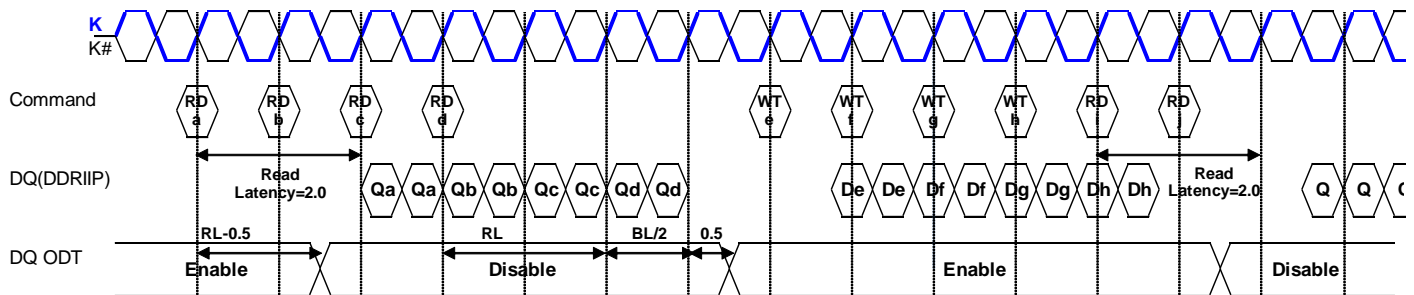 K
K#
Command
RD a RD b RD c RD d WT e WT f WT g WT h RD i RD j
Read Latency=2.0
Read Latency=2.0
DQ(DDRIIP)
Qa Qa Qb Qb Qc Qc Qd Qd De De Df Df Dg Dg Dh Dh Q Q
RL-0.5 RL BL/2 0.5
DQ ODT
Enable Disable Enable Disable